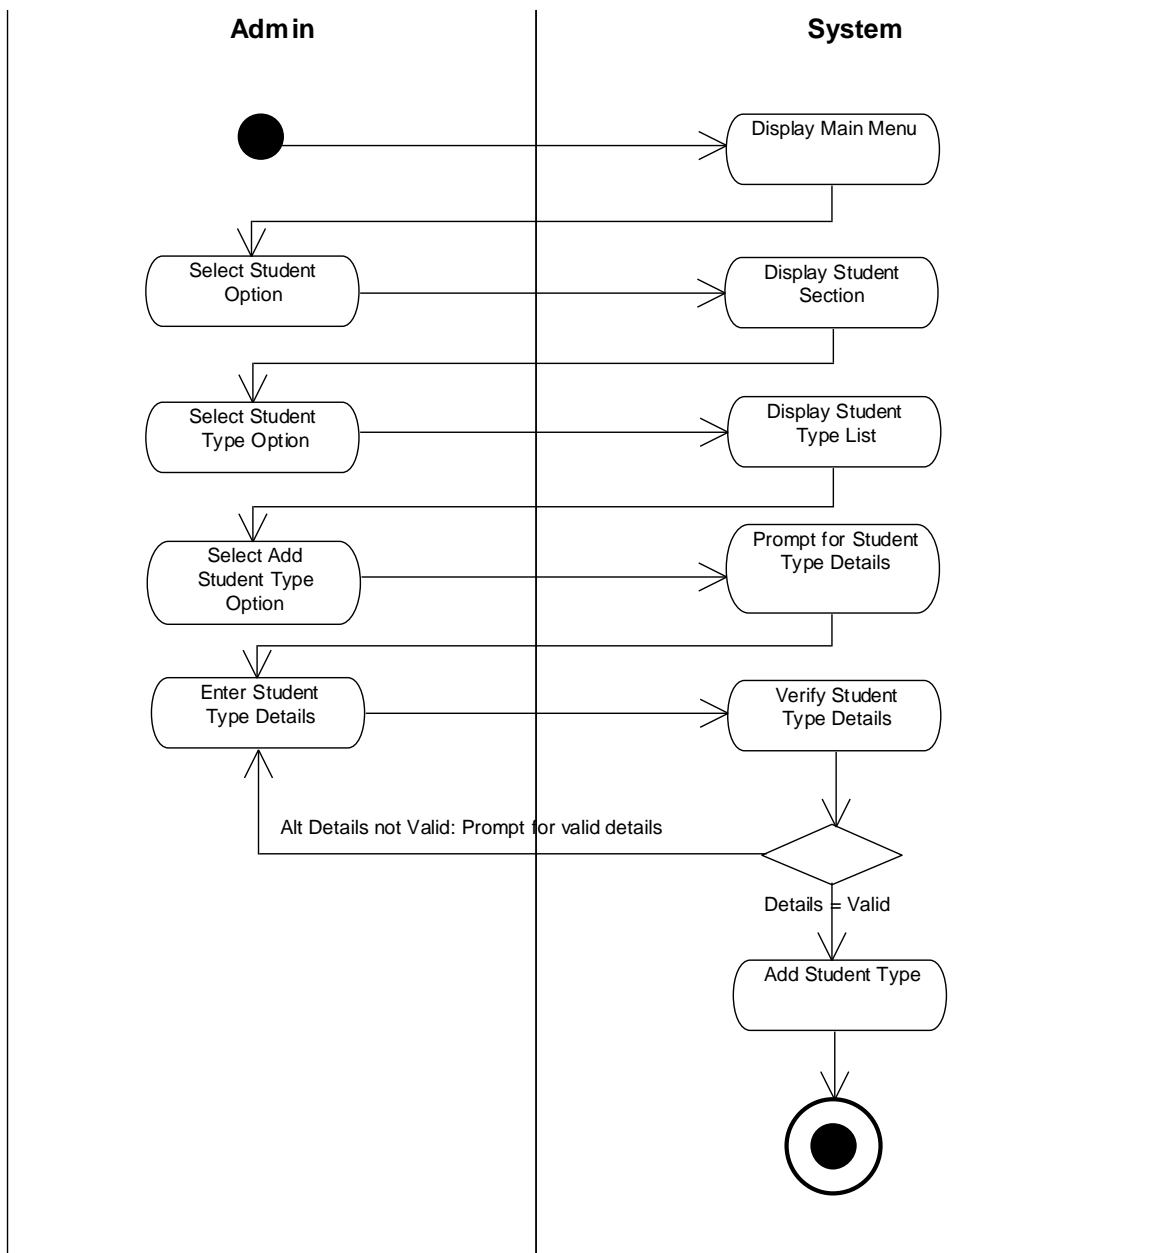 Admin
System
Display Main Menu
Select Student
Option
Display Student
Section
Select Student
Type Option
Display Student
Type List
Select Add
Student Type
Option
Prompt for Student
Type Details
Enter Student
Type Details
Verify Student
Type Details
Alt Details not Valid: Prompt for valid details
Details = Valid
Add Student Type